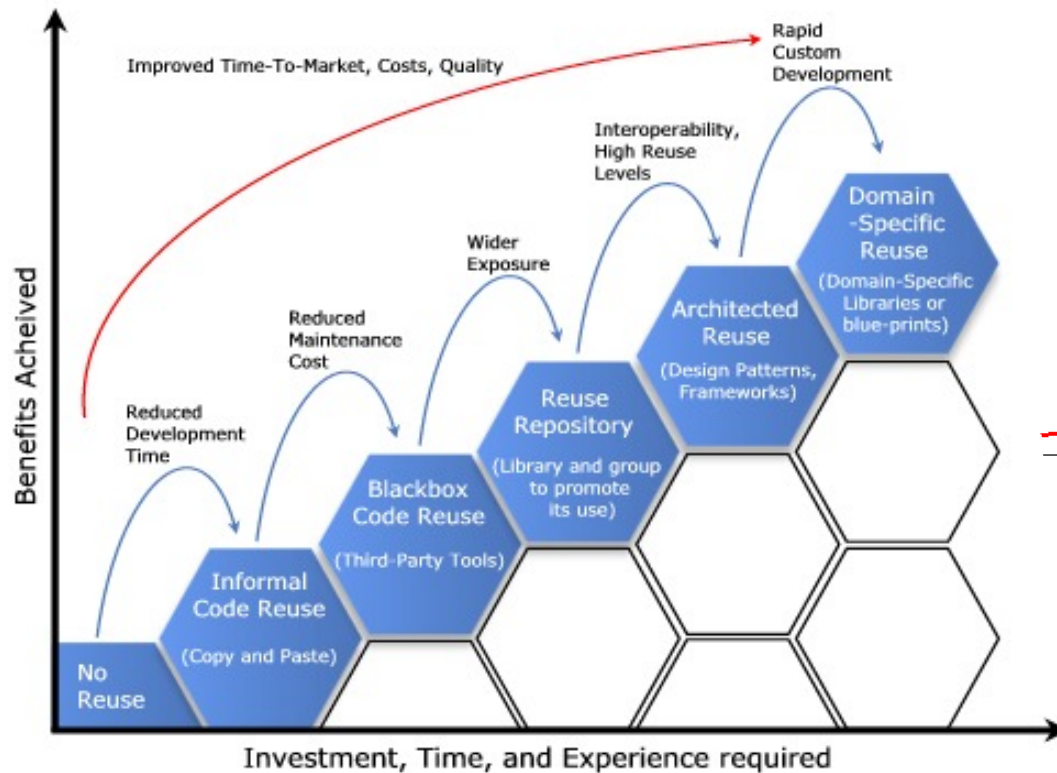 Improved Time-To-Market, Costs, Quality
Rapid
Custom
Development
Interoperability,
High Reuse
Levels
Wider
Exposure
Reduced
Maintenance
Cost
Reduced
Development
Time
Domain
-Specific
Reuse
(Domain-Specific
Libraries or
blue-prints)
Architected
Reuse
(Design Patterns,
Frameworks)
Reuse
Repository
(Library and group
to promote
its use)
Blackbox
Code Reuse
(Third-Party Tools)
Informal
Code Reuse
(Copy and Paste)
No
Reuse
Benefits Acheived
Investment, Time, and Experience required